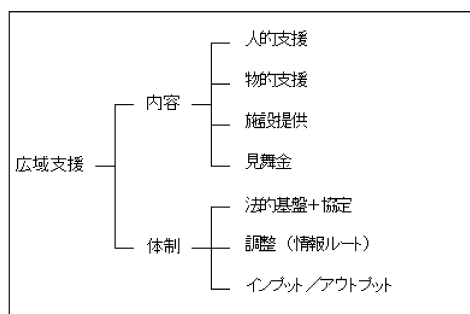 人的支援
物的支援
内容
施設提供
見舞金
広域支援
法的基盤＋協定
体制
調整（情報ルート）
インプット／アウトプット